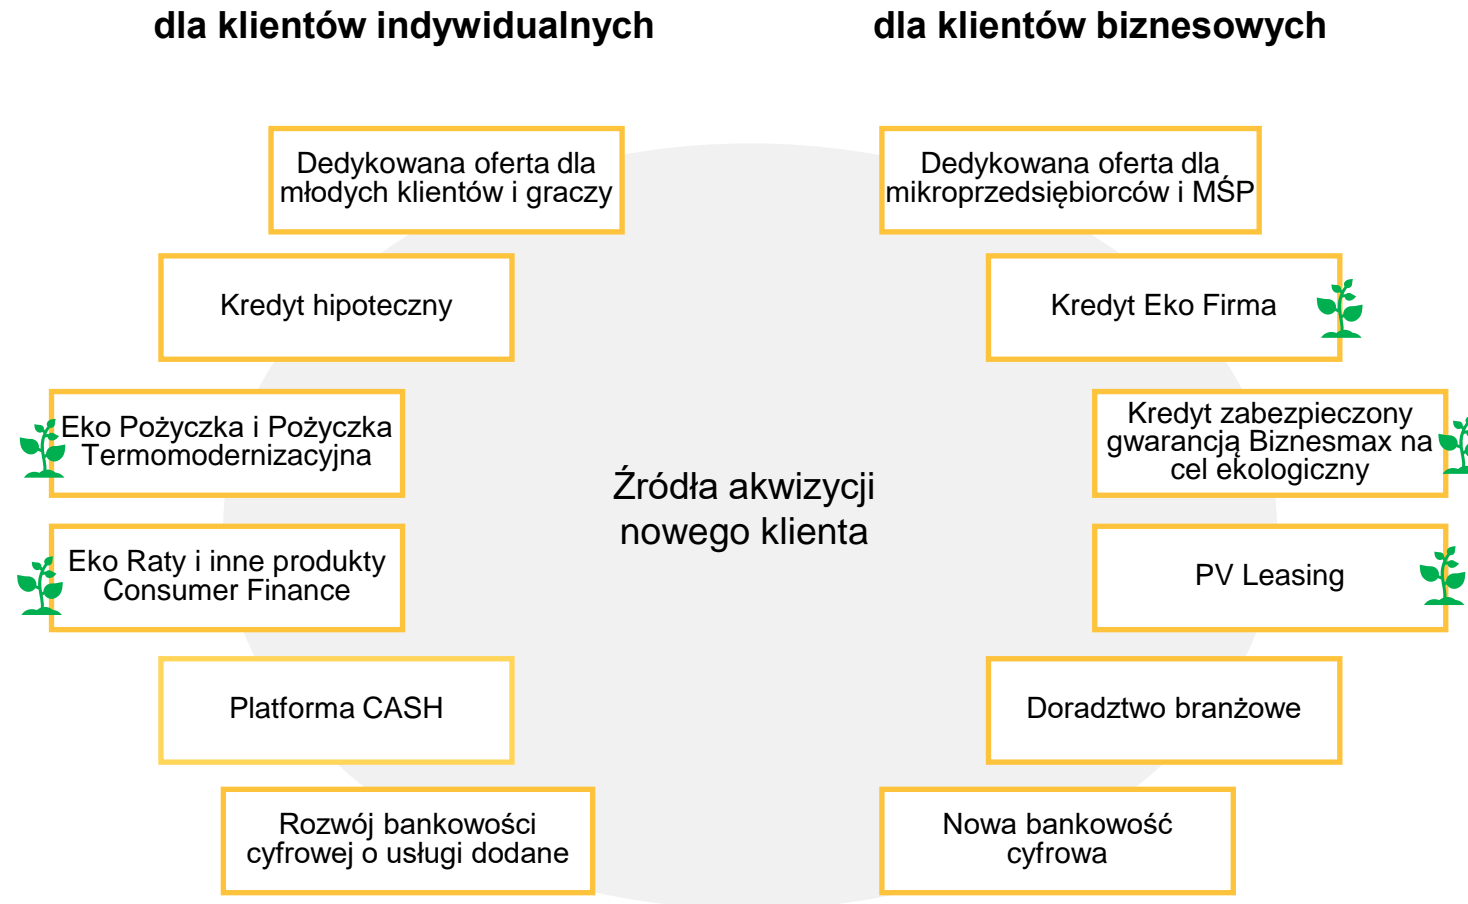 dla klientów indywidualnych
dla klientów biznesowych
Dedykowana oferta dla
młodych klientów i graczy
Kredyt hipoteczny
Eko Pożyczka i Pożyczka
Termomodernizacyjna
Eko Raty i inne produkty
Consumer Finance
Platforma CASH
Rozwój bankowości
cyfrowej o usługi dodane
Źródła akwizycji
nowego klienta
Dedykowana oferta dla
mikroprzedsiębiorców i MŚP
Kredyt Eko Firma
Kredyt zabezpieczony
gwarancją Biznesmax na
cel ekologiczny
PV Leasing
Doradztwo branżowe
Nowa bankowość
cyfrowa